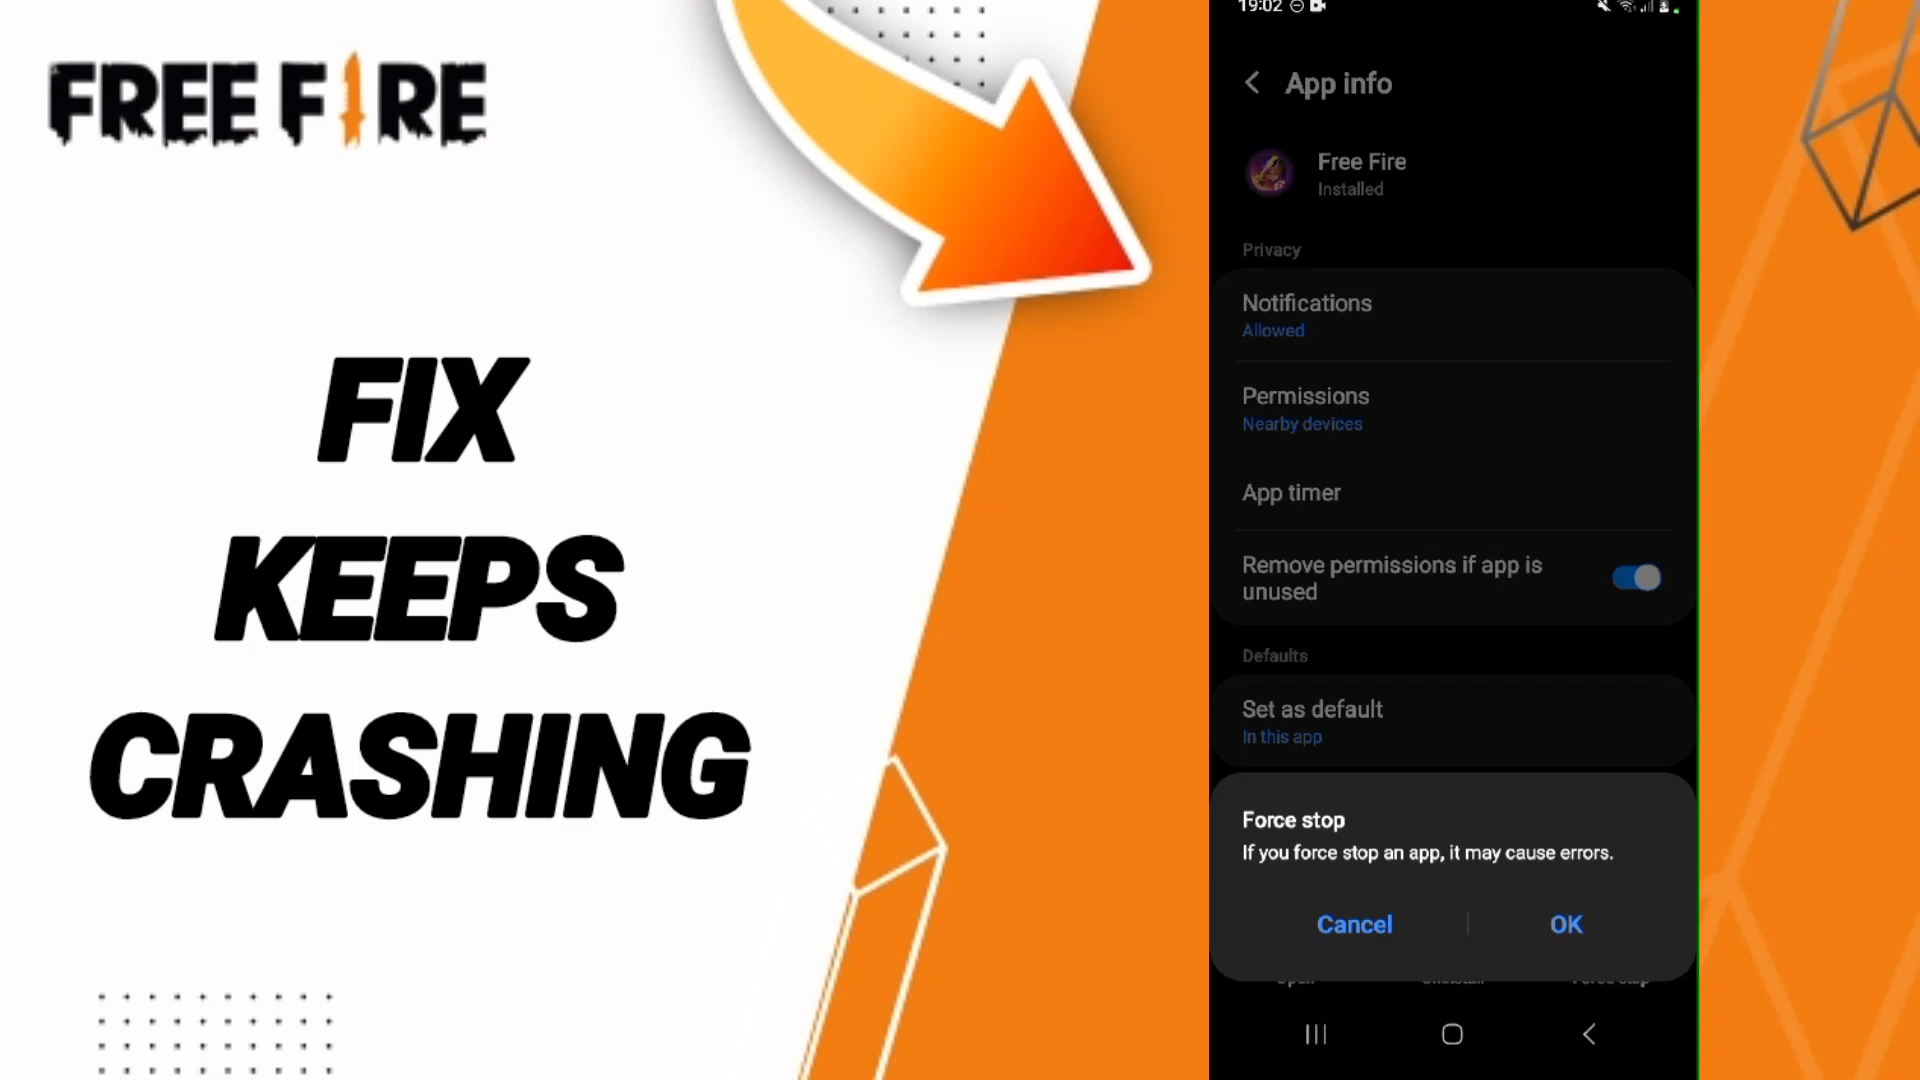 FREE FIRE
FIX
KEEPS
CRASHING
19:02
App info
Free Fire
Installed
Privacy
Notifications
Allowed
Permissions
Nearby devices
App timer
Remove permissions if app is
unused
Defaults
Set as default
In this app
Force stop
If you force stop an app, it may cause errors.
Cancel
OK